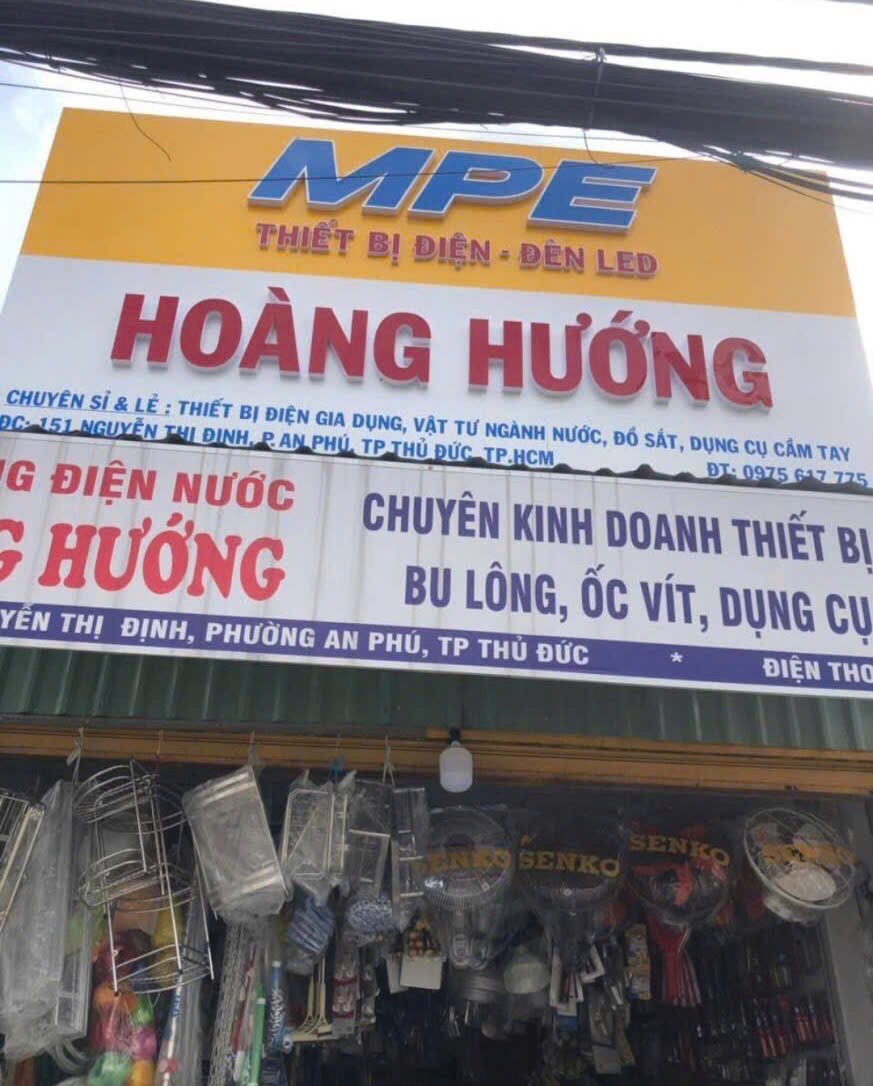 MPE
THIẾT BỊ ĐIỆN - ĐÈN LED
HOÀNG HƯỚNG
CHUYÊN SỈ & LẺ : THIẾT BỊ ĐIỆN GIA DỤNG, VẬT TƯ NGÀNH NƯỚC, ĐỒ SẮT, DỤNG CỤ CẦM TAY
ĐC: 151 NGUYỄN THỊ ĐỊNH, P. AN PHÚ, TP THỦ ĐỨC, TP.HCM
ĐT: 0975 617 775
NG ĐIỆN NƯỚC
G HƯỚNG
CHUYÊN KINH DOANH THIẾT BỊ
BU LÔNG, ỐC VÍT, DỤNG CỤ
YỄN THỊ ĐỊNH, PHƯỜNG AN PHÚ, TP THỦ ĐỨC * ĐIỆN THO
SENKO SENKO SENKO SENKO